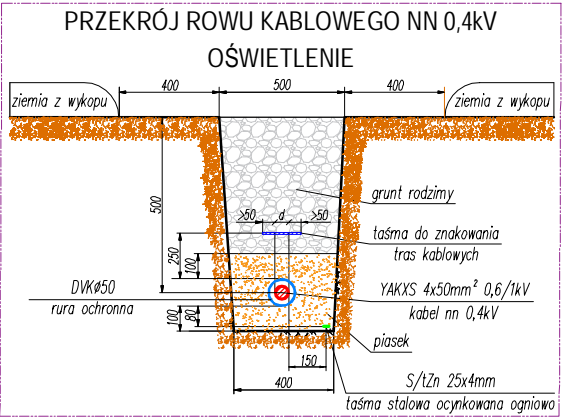 PRZEKRÓJ ROWU KABLOWEGO NN 0,4kV
OŚWIETLENIE
400
500
400
ziemia z wykopu
ziemia z wykopu
500
grunt rodzimy
>50
d
>50
taśma do znakowania
tras kablowych
250
100
DVKø50
rura ochronna
YAKXS 4x50mm² 0,6/1kV
kabel nn 0,4kV
100
80
piasek
150
400
S/tZn 25x4mm
taśma stalowa ocynkowana ogniowo